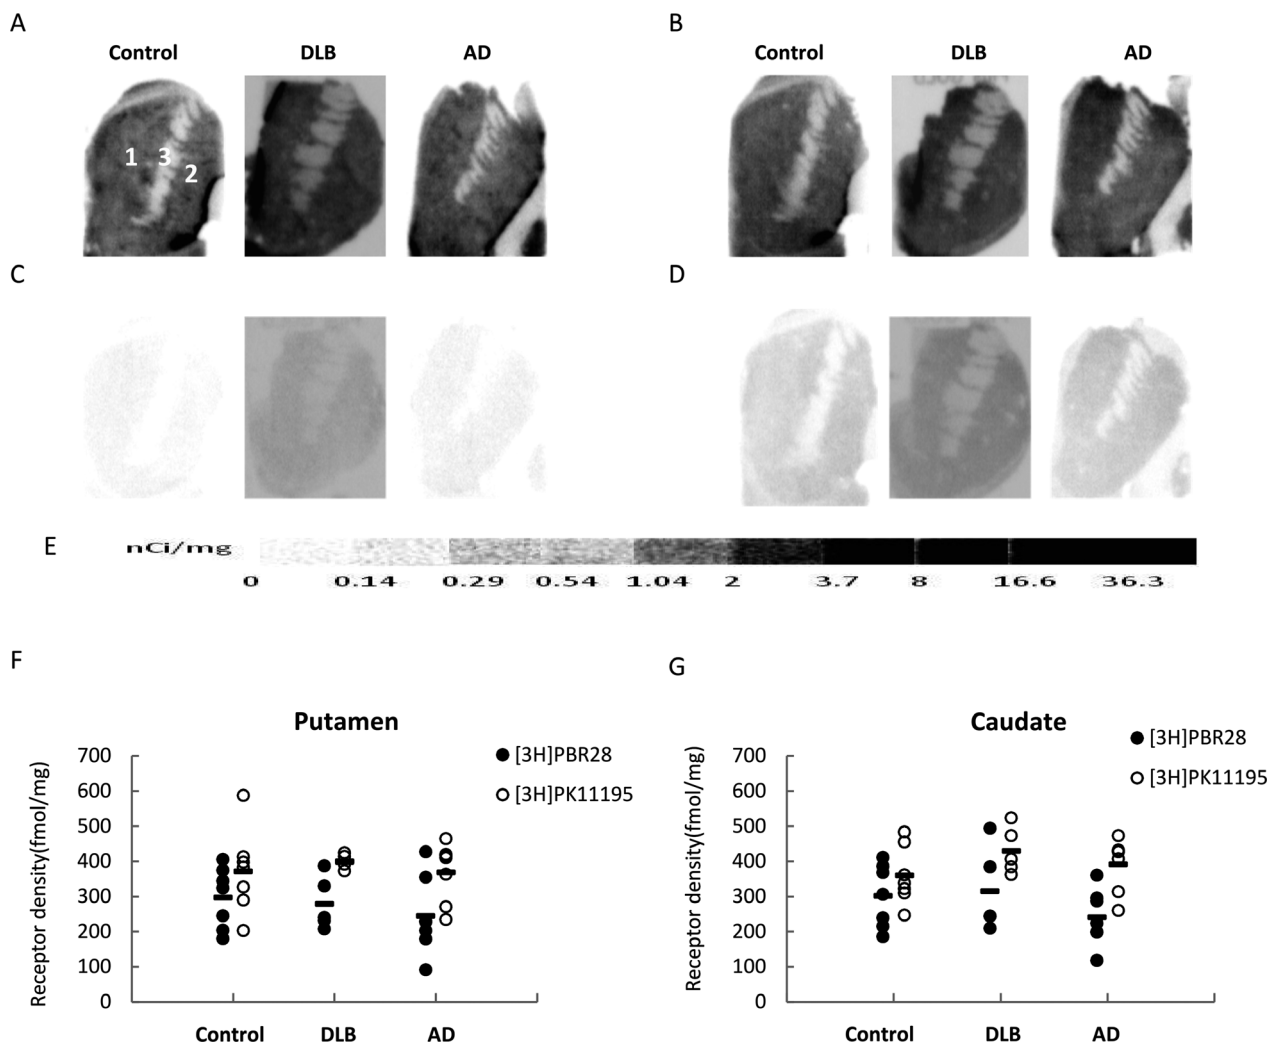 A
B
Control
DLB
AD
Control
DLB
AD
1
3
2
C
D
E
nCi/mg
0 0.14 0.29 0.54 1.04 2 3.7 8 16.6 36.3
F
G
Putamen
[3H]PBR28
[3H]PK11195
700
600
500
400
300
200
100
0
Receptor density(fmol/mg)
Control DLB AD
Caudate
[3H]PBR28
[3H]PK11195
700
600
500
400
300
200
100
0
Receptor density(fmol/mg)
Control DLB AD